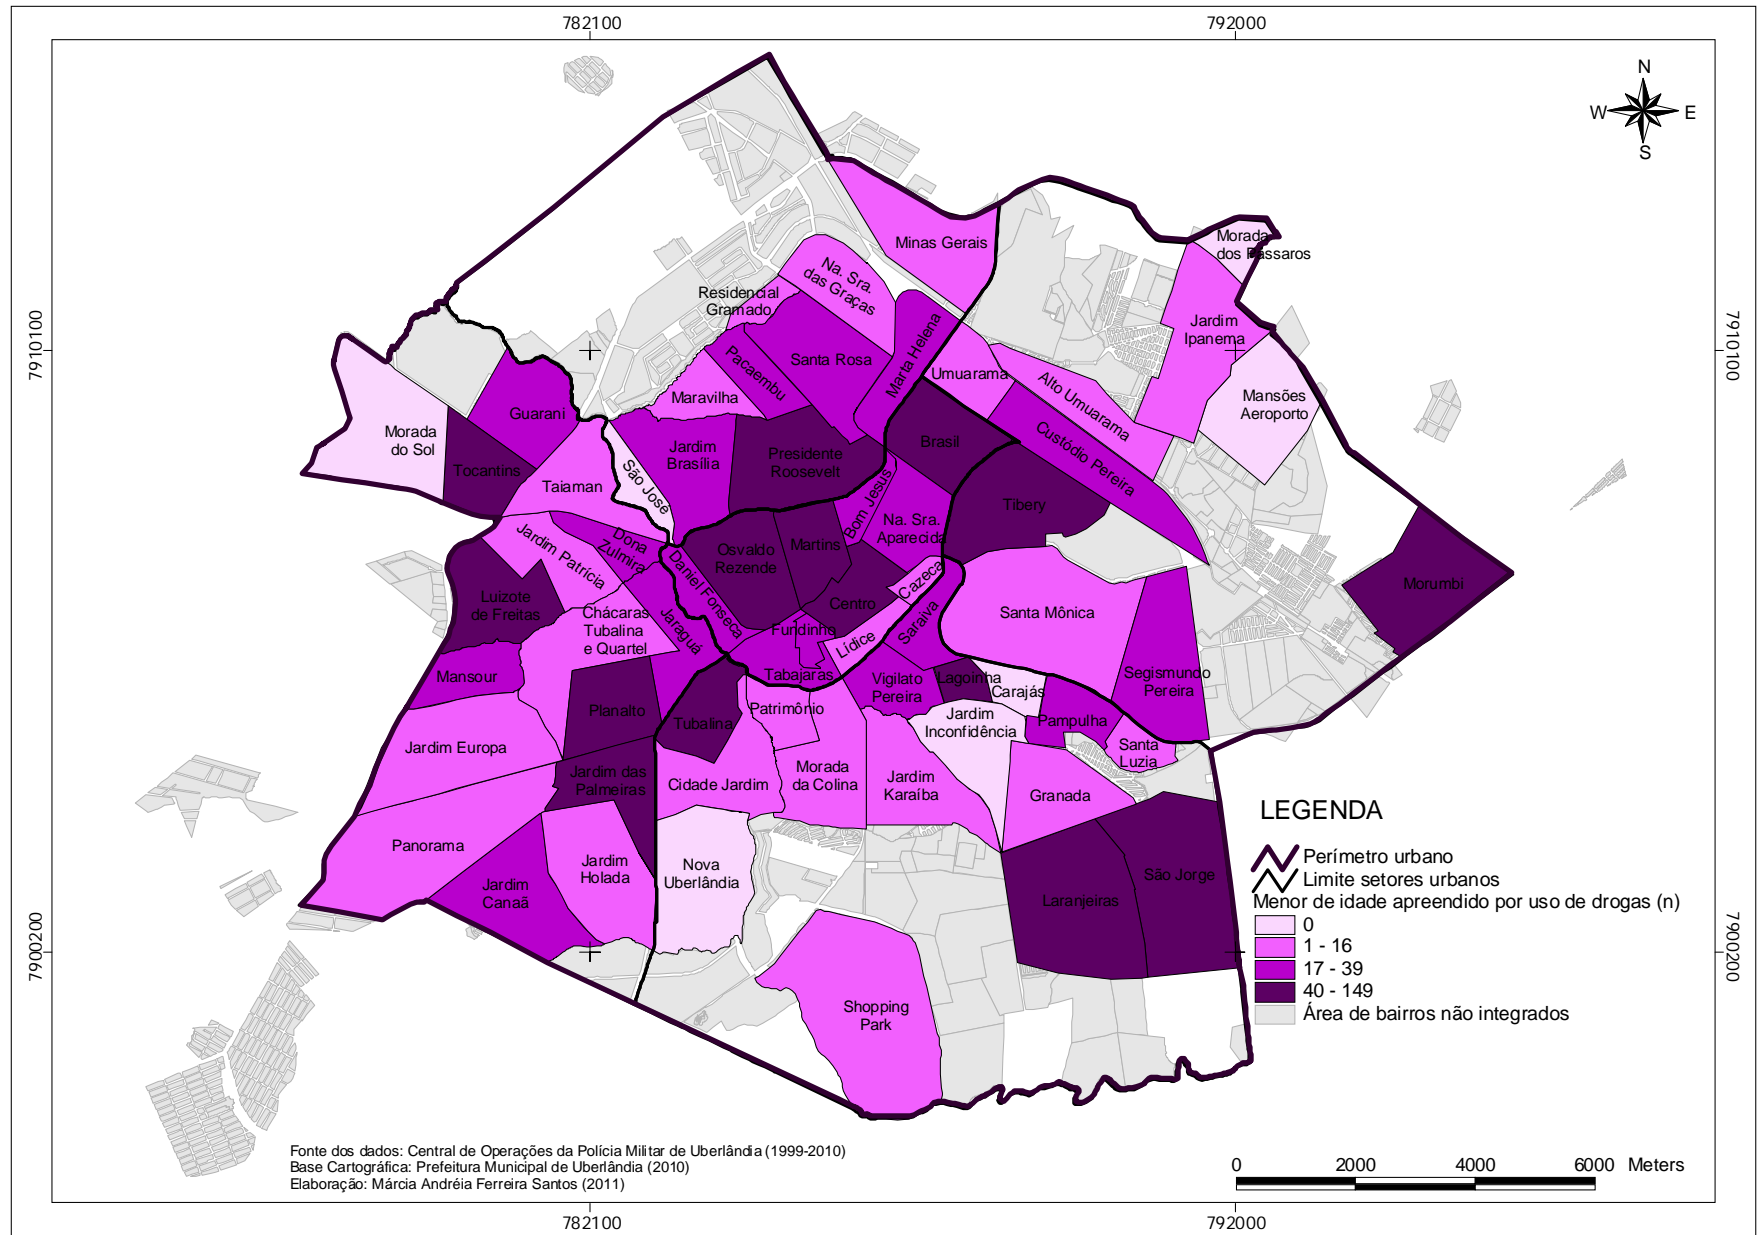 782100
792000
N
W
E
S
7910100
7910100
Morada
dos Pássaros
Minas Gerais
Na. Sra.
das Graças
Residencial
Gramado
Jardim
Ipanema
Marta Helena
Santa Rosa
Pacaembu
Umuarama
Alto Umuarama
Mansões
Aeroporto
Maravilha
Guarani
Morada
do Sol
Tocantins
Jardim
Brasília
Presidente
Roosevelt
Brasil
Custódio Pereira
Taiaman
São José
Bom Jesus
Na. Sra.
Aparecida
Tibery
Jardim Patrícia
Dona
Zulmira
Daniel Fonseca
Osvaldo
Rezende
Martins
Cazeca
Morumbi
Luizote
de Freitas
Chácaras
Tubalina
e Quartel
Jaraguá
Centro
Fundinho
Lídice
Saraiva
Santa Mônica
Mansour
Tabajaras
Vigilato
Pereira
Lagoinha
Carajás
Segismundo
Pereira
Planalto
Tubalina
Patrimônio
Jardim
Inconfidência
Pampulha
Santa
Luzia
Jardim Europa
Jardim das
Palmeiras
Cidade Jardim
Morada
da Colina
Jardim
Karaíba
Granada
Panorama
Jardim
Canaã
Jardim
Holada
Nova
Uberlândia
Laranjeiras
São Jorge
Shopping
Park
LEGENDA
Perímetro urbano
Limite setores urbanos
Menor de idade apreendido por uso de drogas (n)
0
1 - 16
17 - 39
40 - 149
Área de bairros não integrados
7900200
7900200
Fonte dos dados: Central de Operações da Polícia Militar de Uberlândia (1999-2010)
Base Cartográfica: Prefeitura Municipal de Uberlândia (2010)
Elaboração: Márcia Andréia Ferreira Santos (2011)
0 2000 4000 6000 Meters
782100
792000